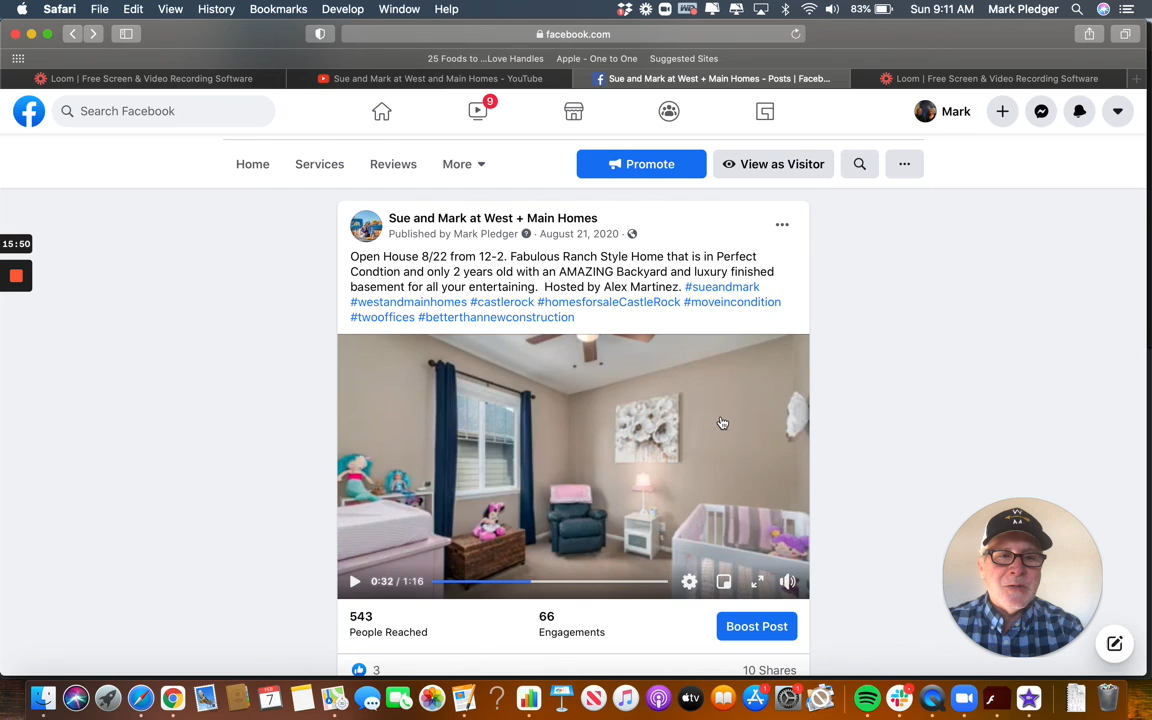 Safari File Edit View History Bookmarks Develop Window Help 83% Sun 9:11 AM Mark Pledger
facebook.com
25 Foods to ...Love Handles Apple - One to One Suggested Sites
Loom | Free Screen & Video Recording Software Sue and Mark at West and Main Homes - YouTube Sue and Mark at West + Main Homes - Posts | Faceb... Loom | Free Screen & Video Recording Software
Search Facebook 9 Mark
Home Services Reviews More Promote View as Visitor
Sue and Mark at West + Main Homes
Published by Mark Pledger · August 21, 2020 ·
15:50
Open House 8/22 from 12-2. Fabulous Ranch Style Home that is in Perfect
Condtion and only 2 years old with an AMAZING Backyard and luxury finished
basement for all your entertaining. Hosted by Alex Martinez. #sueandmark
#westandmainhomes #castlerock #homesforsaleCastleRock #moveincondition
#twooffices #betterthannewconstruction
0:32 / 1:16
543 66
People Reached Engagements Boost Post
3 10 Shares